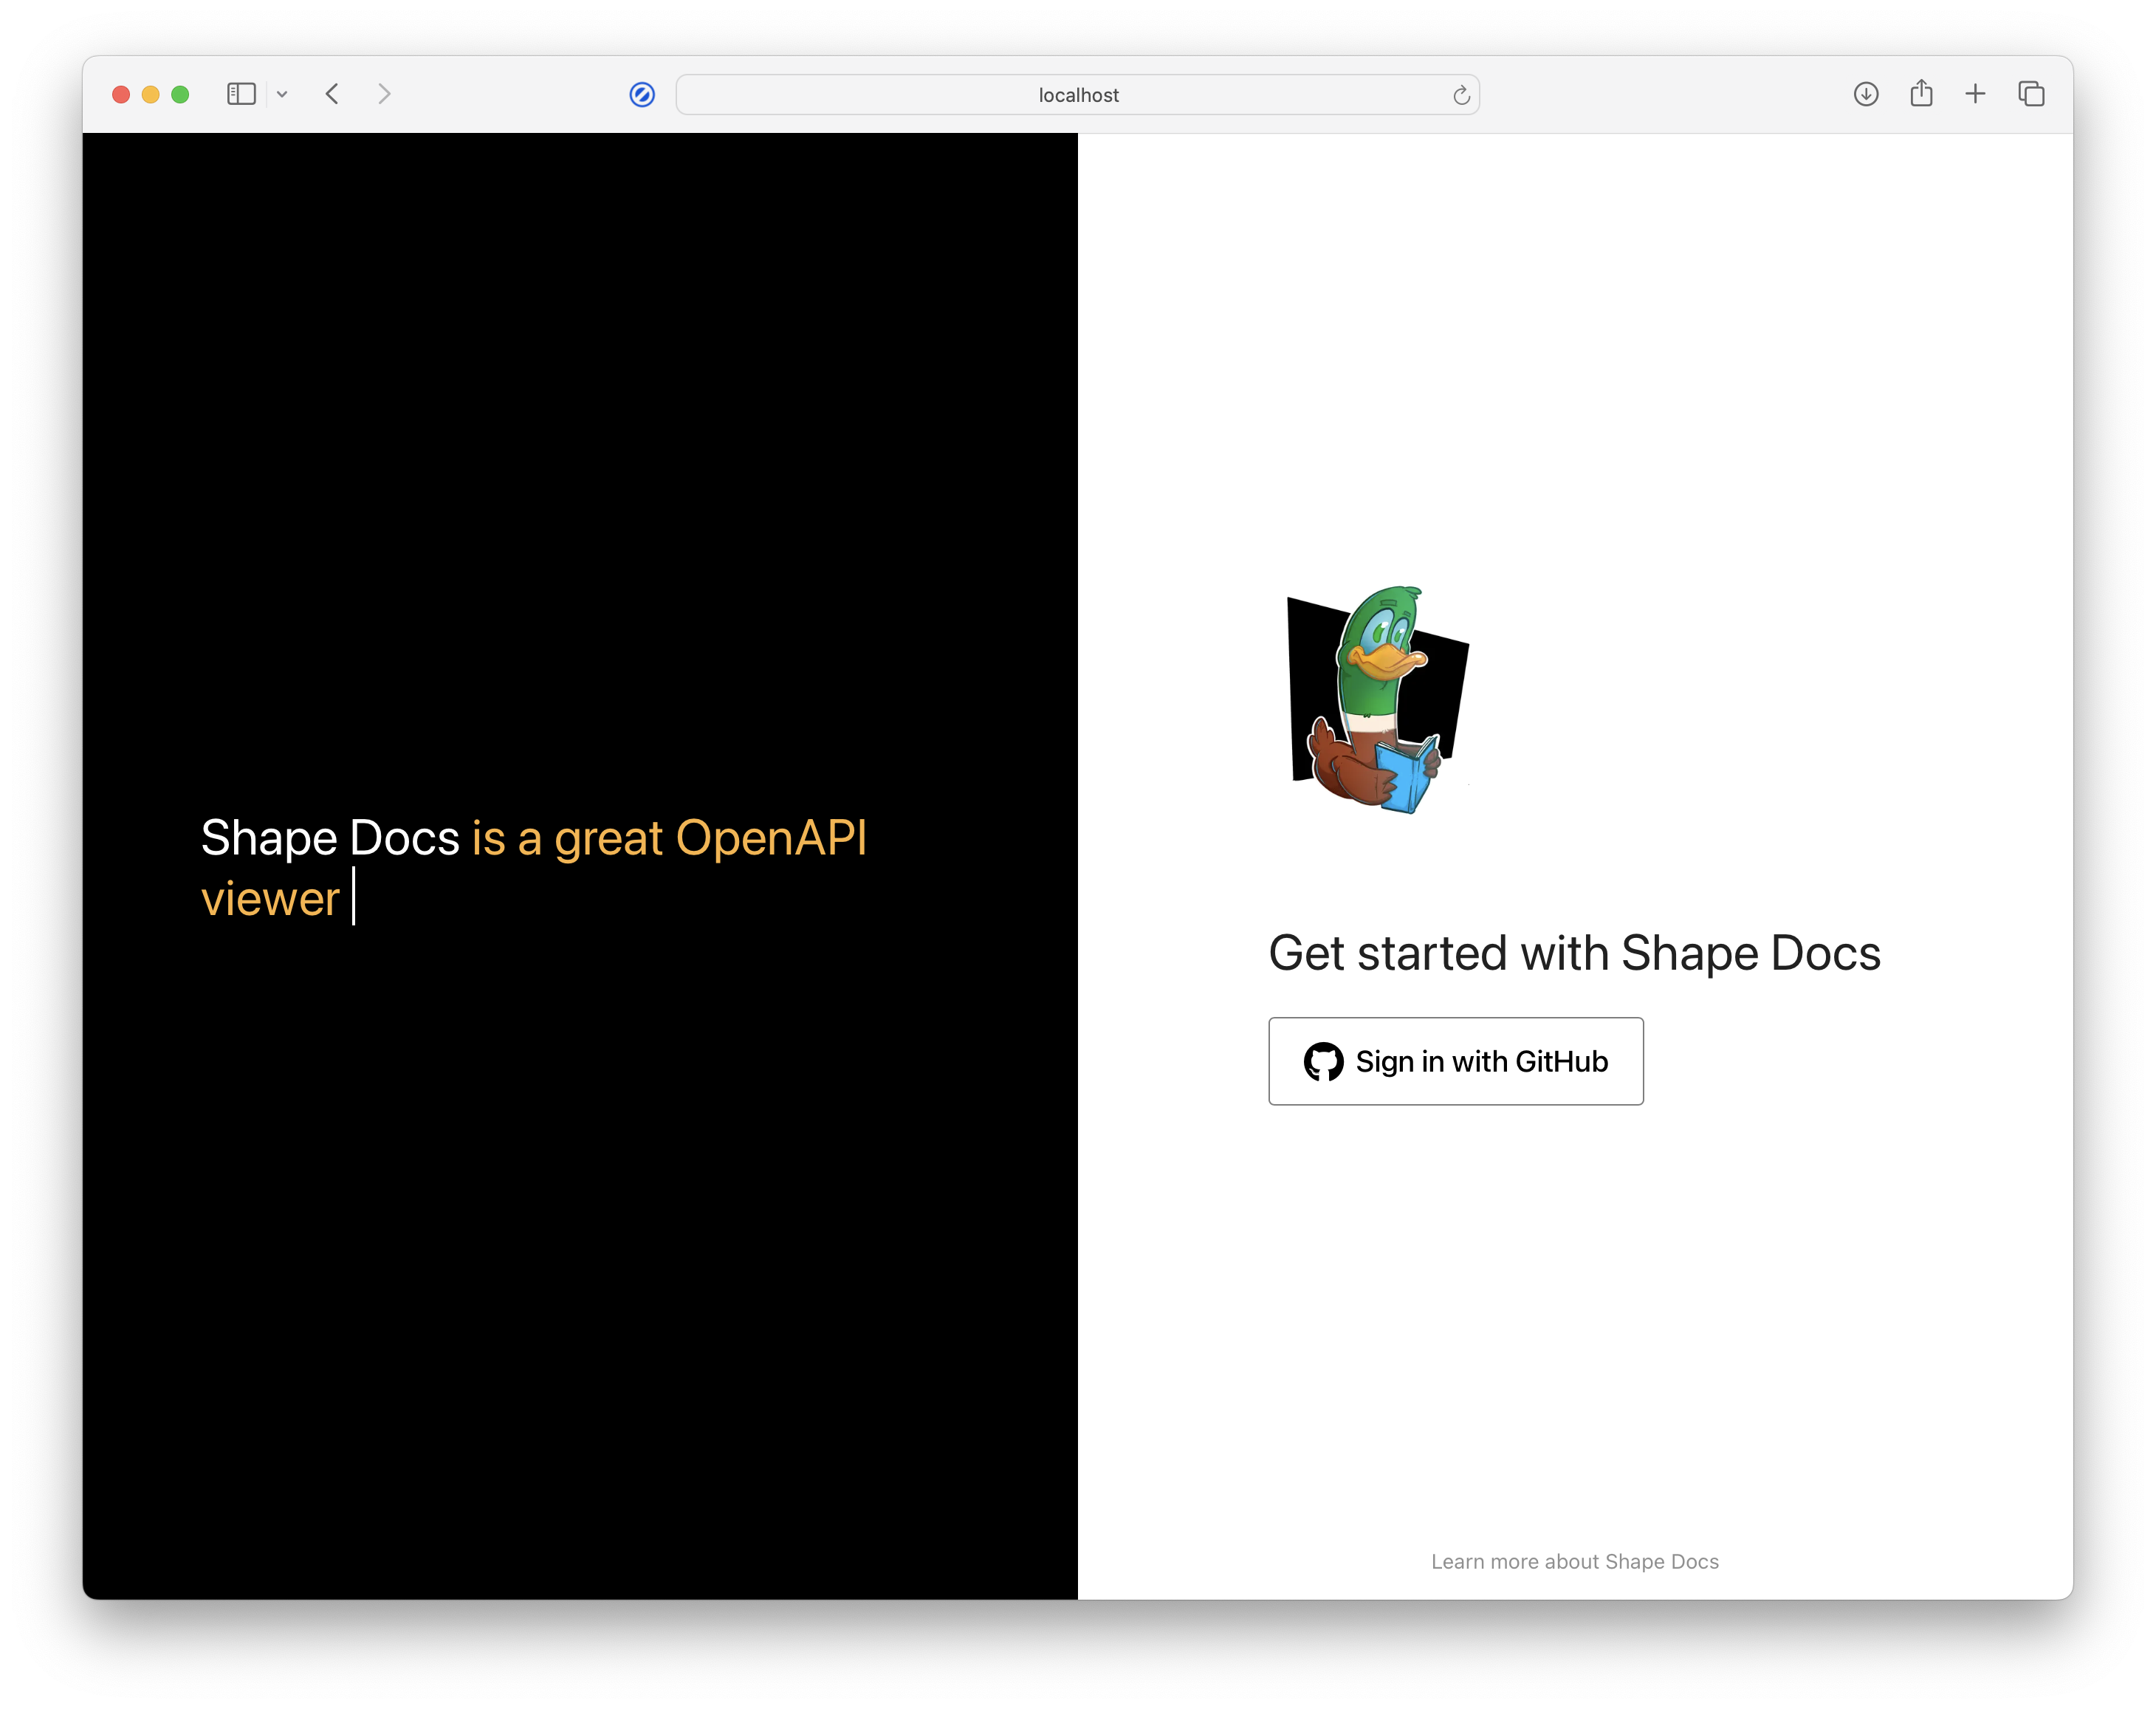 localhost
Shape Docs is a great OpenAPI
viewer
Get started with Shape Docs
Sign in with GitHub
Learn more about Shape Docs